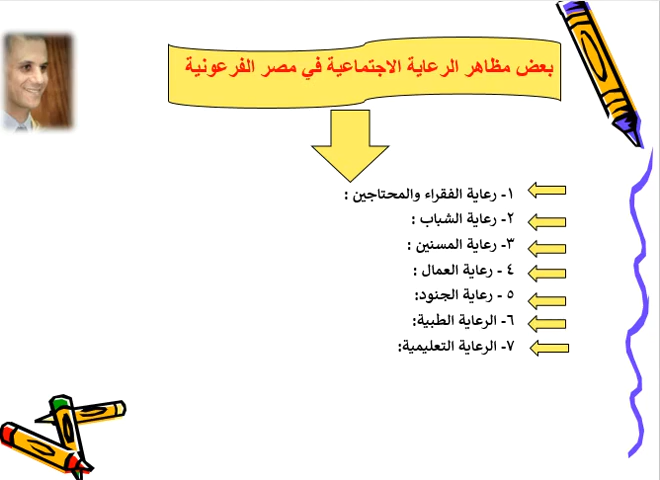 بعض مظاهر الرعاية الاجتماعية في مصر الفرعونية
١- رعاية الفقراء والمحتاجين :
٢- رعاية الشباب :
٣- رعاية المسنين :
٤ - رعاية العمال :
٥ - رعاية الجنود:
٦- الرعاية الطبية:
٧- الرعاية التعليمية: